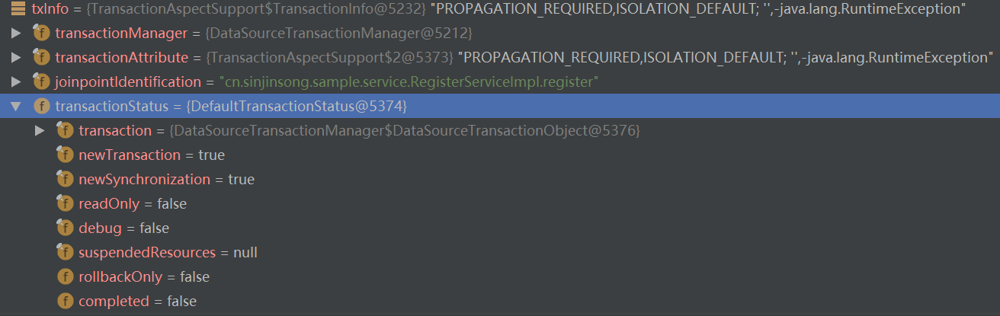 txInfo = {TransactionAspectSupport$TransactionInfo@5232} "PROPAGATION_REQUIRED,ISOLATION_DEFAULT; '',-java.lang.RuntimeException"
f transactionManager = {DataSourceTransactionManager@5212}
f transactionAttribute = {TransactionAspectSupport$2@5373} "PROPAGATION_REQUIRED,ISOLATION_DEFAULT; '',-java.lang.RuntimeException"
f joinpointIdentification = "cn.sinjinsong.sample.service.RegisterServiceImpl.register"
f transactionStatus = {DefaultTransactionStatus@5374}
f transaction = {DataSourceTransactionManager$DataSourceTransactionObject@5376}
f newTransaction = true
f newSynchronization = true
f readOnly = false
f debug = false
f suspendedResources = null
f rollbackOnly = false
f completed = false